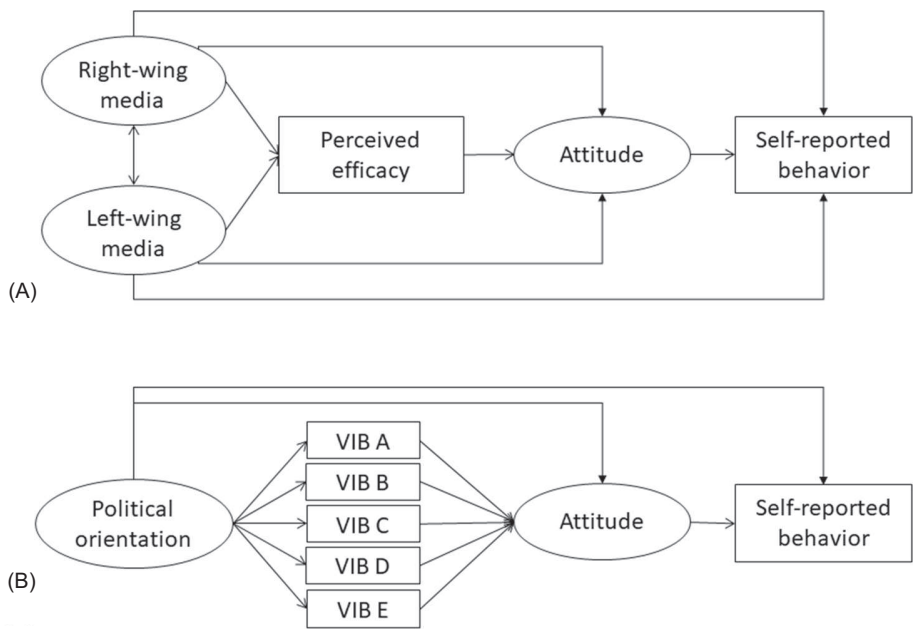 Right-wing
media
Perceived
efficacy
Attitude
Self-reported
behavior
Left-wing
media
(A)
VIB A
VIB B
Political
orientation
VIB C
Attitude
Self-reported
behavior
VIB D
(B)
VIB E